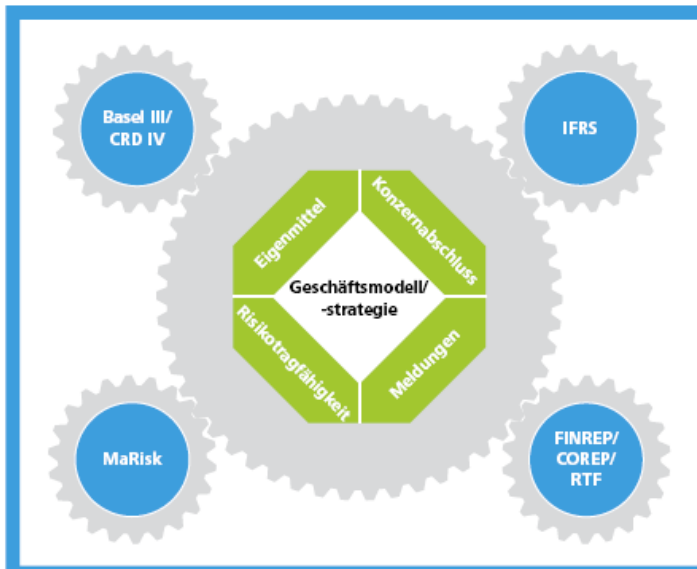 Basel III/
CRD IV
IFRS
Eigenmittel
Konzernabschluss
Geschäftsmodell/
-strategie
Risikotragfähigkeit
Meldungen
MaRisk
FINREP/
COREP/
RTF